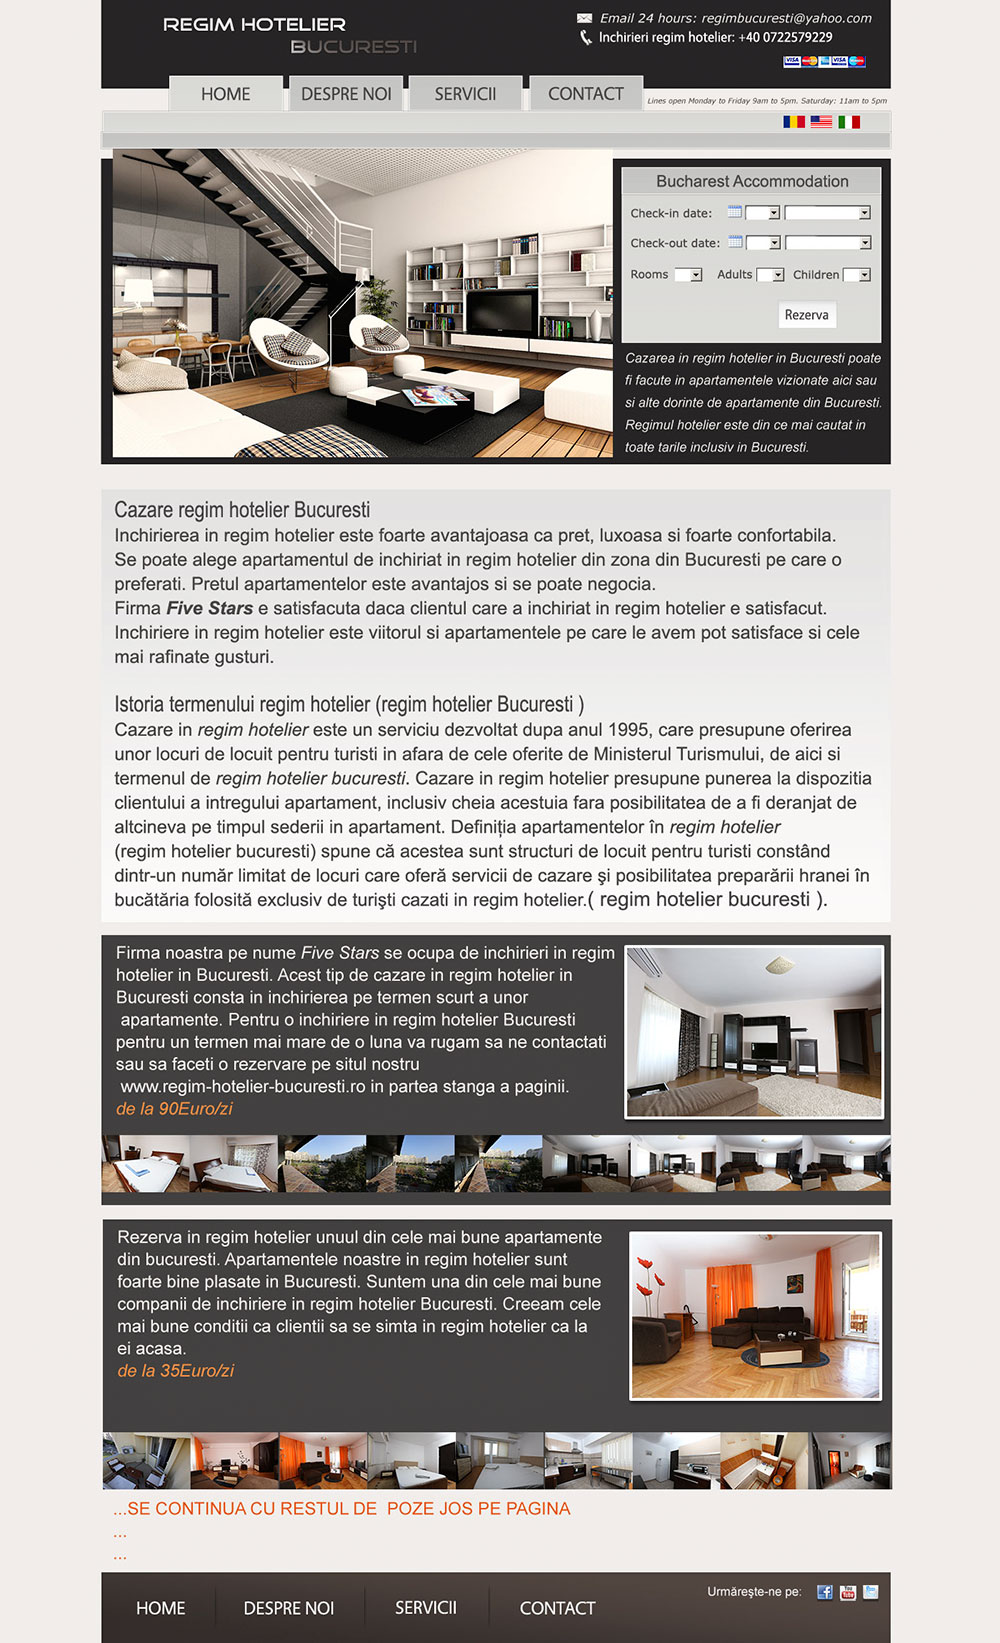 REGIM HOTELIER
BUCURESTI
Email 24 hours: regimbucuresti@yahoo.com
Inchirieri regim hotelier: +40 0722579229
HOME DESPRE NOI SERVICII CONTACT
Lines open Monday to Friday 9am to 5pm. Saturday: 11am to 5pm
Bucharest Accommodation
Check-in date:
Check-out date:
Rooms Adults Children
Rezerva
Cazarea in regim hotelier in Bucuresti poate
fi facute in apartamentele vizionate aici sau
si alte dorinte de apartamente din Bucuresti.
Regimul hotelier este din ce mai cautat in
toate tarile inclusiv in Bucuresti.
Cazare regim hotelier Bucuresti
Inchirierea in regim hotelier este foarte avantajoasa ca pret, luxoasa si foarte confortabila.
Se poate alege apartamentul de inchiriat in regim hotelier din zona din Bucuresti pe care o
preferati. Pretul apartamentelor este avantajos si se poate negocia.
Firma Five Stars e satisfacuta daca clientul care a inchiriat in regim hotelier e satisfacut.
Inchiriere in regim hotelier este viitorul si apartamentele pe care le avem pot satisface si cele
mai rafinate gusturi.
Istoria termenului regim hotelier (regim hotelier Bucuresti )
Cazare in regim hotelier este un serviciu dezvoltat dupa anul 1995, care presupune oferirea
unor locuri de locuit pentru turisti in afara de cele oferite de Ministerul Turismului, de aici si
termenul de regim hotelier bucuresti. Cazare in regim hotelier presupune punerea la dispozitia
clientului a intregului apartament, inclusiv cheia acestuia fara posibilitatea de a fi deranjat de
altcineva pe timpul sederii in apartament. Definiția apartamentelor în regim hotelier
(regim hotelier bucuresti) spune că acestea sunt structuri de locuit pentru turisti constând
dintr-un număr limitat de locuri care oferă servicii de cazare şi posibilitatea preparării hranei în
bucătăria folosită exclusiv de turişti cazati in regim hotelier.( regim hotelier bucuresti ).
Firma noastra pe nume Five Stars se ocupa de inchirieri in regim
hotelier in Bucuresti. Acest tip de cazare in regim hotelier in
Bucuresti consta in inchirierea pe termen scurt a unor
apartamente. Pentru o inchiriere in regim hotelier Bucuresti
pentru un termen mai mare de o luna va rugam sa ne contactati
sau sa faceti o rezervare pe situl nostru
www.regim-hotelier-bucuresti.ro in partea stanga a paginii.
de la 90Euro/zi
Rezerva in regim hotelier unuul din cele mai bune apartamente
din bucuresti. Apartamentele noastre in regim hotelier sunt
foarte bine plasate in Bucuresti. Suntem una din cele mai bune
companii de inchiriere in regim hotelier Bucuresti. Creeam cele
mai bune conditii ca clientii sa se simta in regim hotelier ca la
ei acasa.
de la 35Euro/zi
...SE CONTINUA CU RESTUL DE  POZE JOS PE PAGINA
...
...
HOME DESPRE NOI SERVICII CONTACT
Urmărește-ne pe: